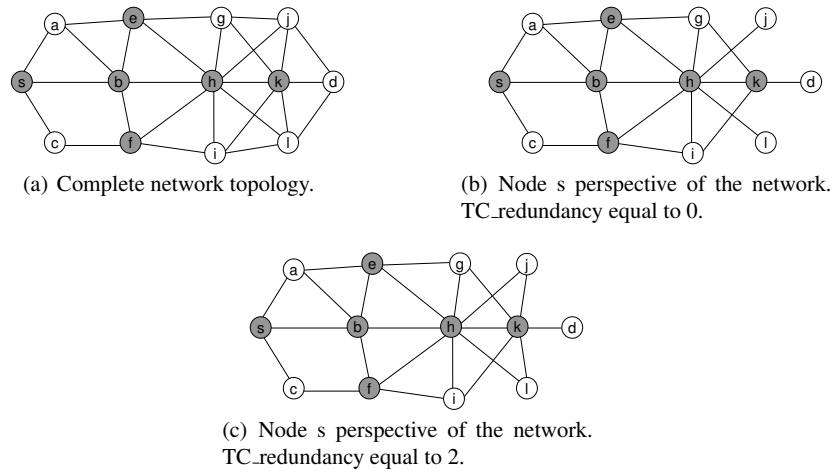 a
e
g
j
s
b
h
k
d
c
f
i
l
a
e
g
j
s
b
h
k
d
c
f
i
l
(a) Complete network topology.
(b) Node s perspective of the network.
TC_redundancy equal to 0.
a
e
g
j
s
b
h
k
d
c
f
i
l
(c) Node s perspective of the network.
TC_redundancy equal to 2.